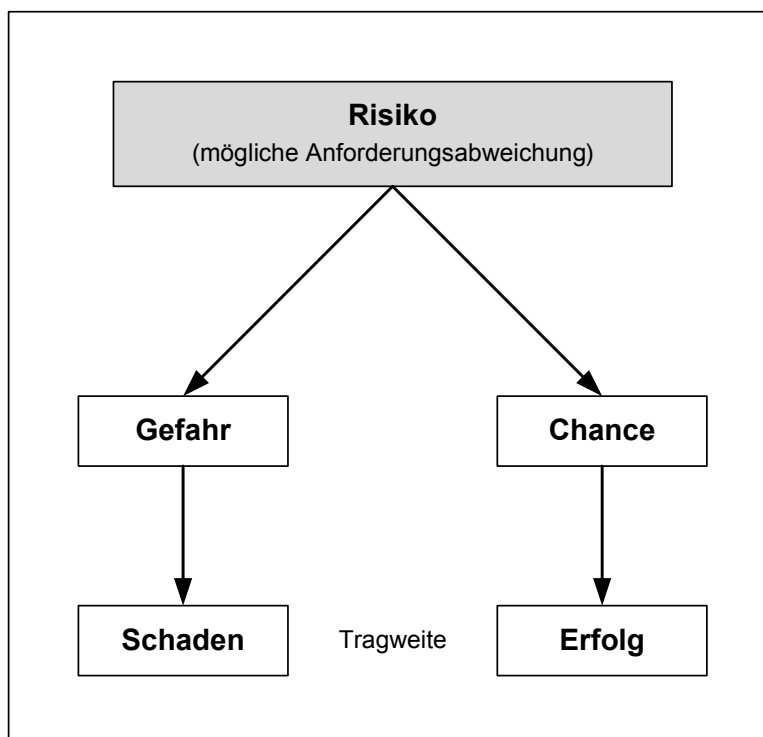 Risiko
(mögliche Anforderungsabweichung)
Gefahr
Chance
Schaden
Tragweite
Erfolg